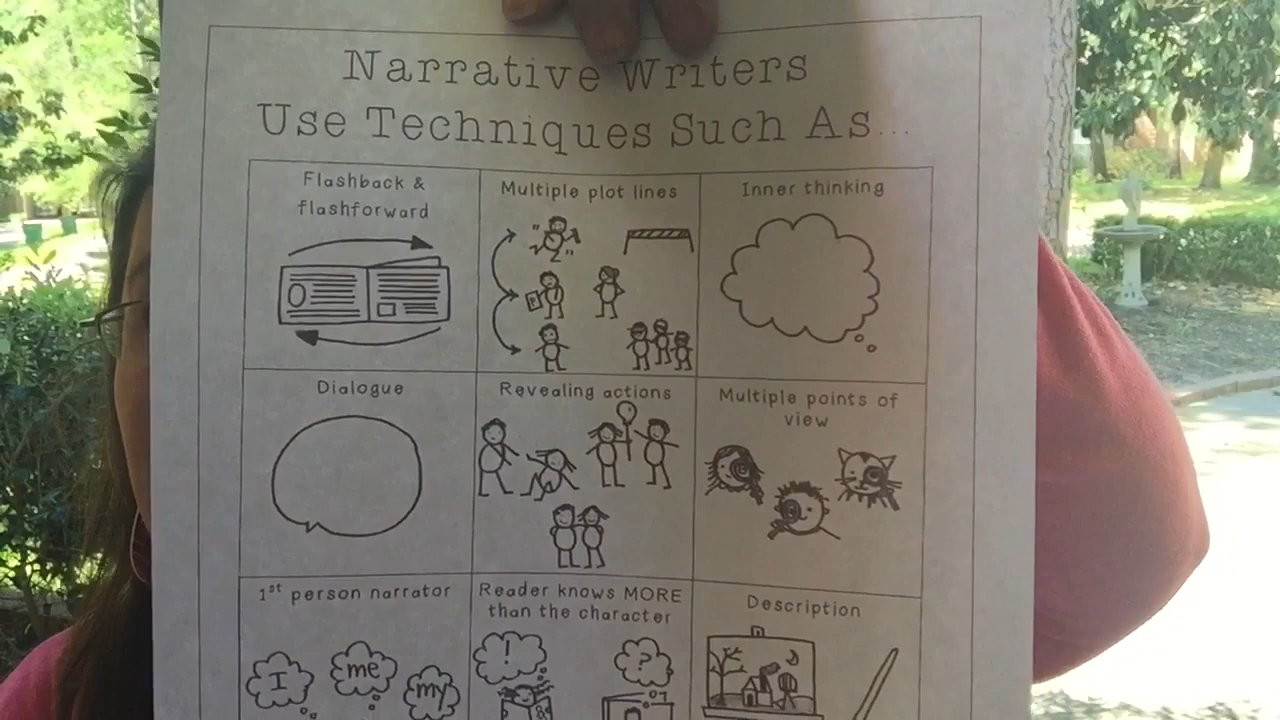 Narrative Writers
Use Techniques Such As...
Flashback &
flashforward
Multiple plot lines
Inner thinking
Dialogue
Revealing actions
Multiple points of
view
1st person narrator
Reader knows MORE
than the character
Description
I
me
my
!
?